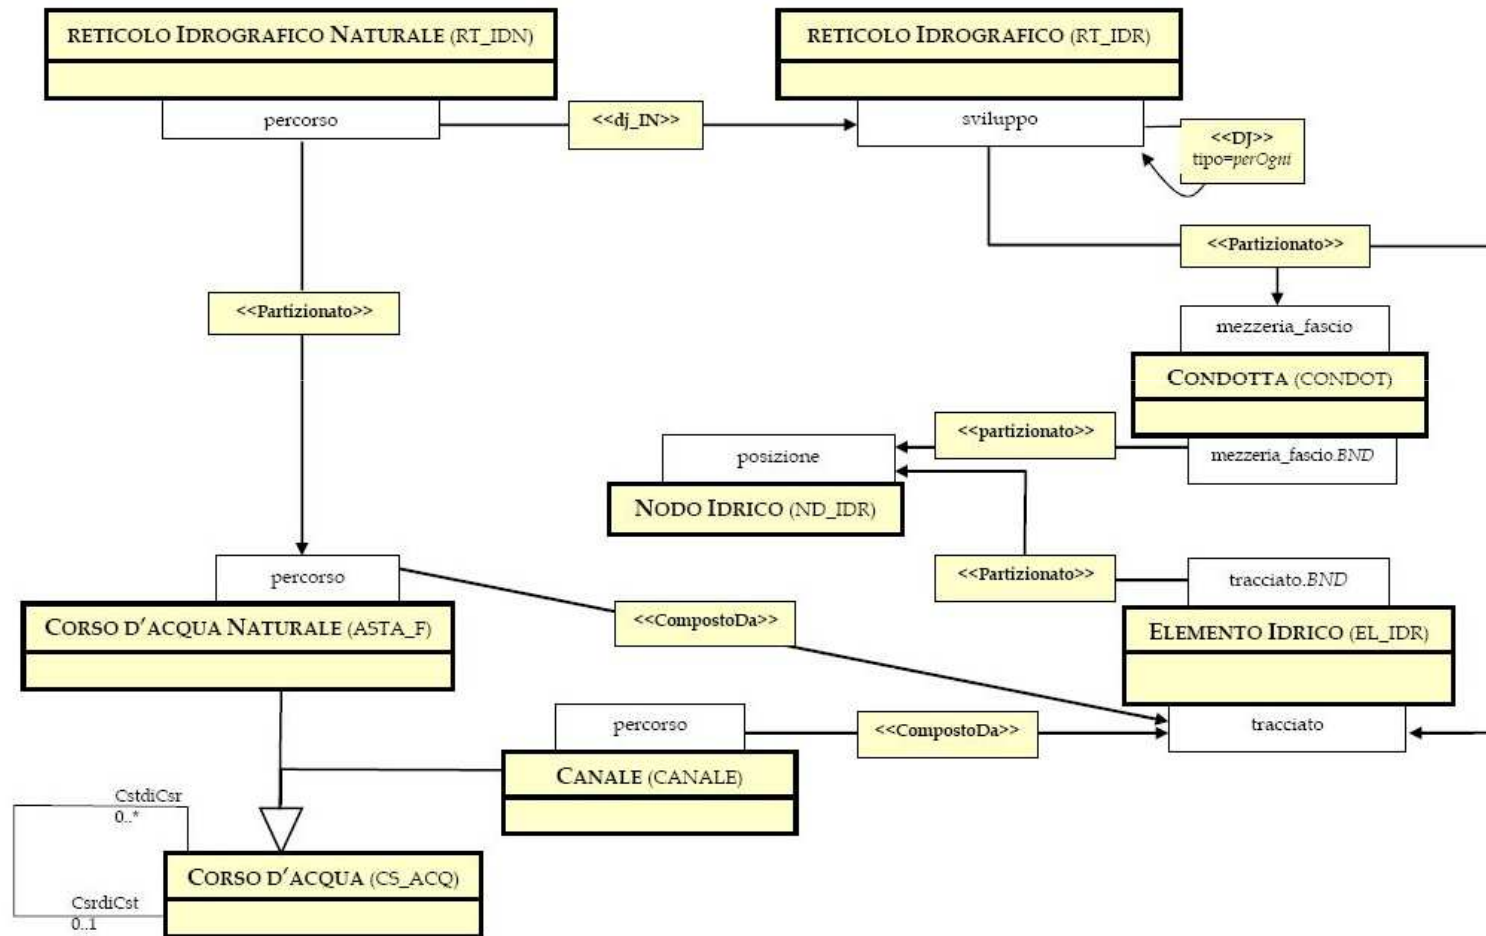 RETICOLO IDROGRAFICO NATURALE (RT_IDN)
RETICOLO IDROGRAFICO (RT_IDR)
percorso
<<dj_IN>>
sviluppo
<<DJ>>
tipo=perOgni
<<Partizionato>>
<<Partizionato>>
mezzeria_fascio
CONDOTTA (CONDOT)
<<partizionato>>
mezzeria_fascio.BND
posizione
NODO IDRICO (ND_IDR)
percorso
<<Partizionato>>
tracciato.BND
CORSO D'ACQUA NATURALE (ASTA_F)
<<CompostoDa>>
ELEMENTO IDRICO (EL_IDR)
percorso
<<CompostoDa>>
tracciato
CANALE (CANALE)
CstdiCsr
0..*
CORSO D'ACQUA (CS_ACQ)
CsrdiCst
0..1